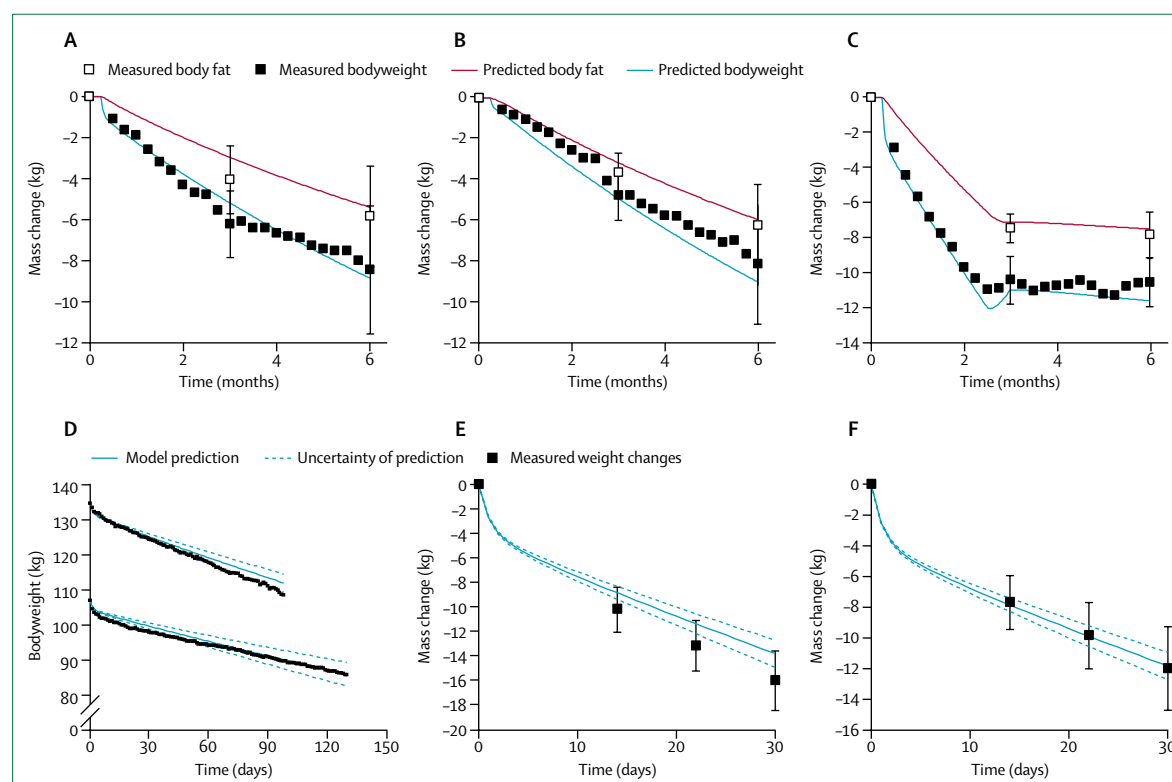 A
B
C
Measured body fat Measured bodyweight Predicted body fat Predicted bodyweight
0
–2
–4
–6
–8
–10
–12
Mass change (kg)
0 2 4 6
Time (months)
0
–2
–4
–6
–8
–10
–12
Mass change (kg)
0 2 4 6
Time (months)
0
–2
–4
–6
–8
–10
–12
–14
Mass change (kg)
0 2 4 6
Time (months)
D
E
F
Model prediction Uncertainty of prediction Measured weight changes
140
130
120
110
100
90
80
0
Bodyweight (kg)
0 30 60 90 120 150
Time (days)
0
–2
–4
–6
–8
–10
–12
–14
–16
–18
–20
Mass change (kg)
0 10 20 30
Time (days)
0
–2
–4
–6
–8
–10
–12
–14
–16
Mass change (kg)
0 10 20 30
Time (days)